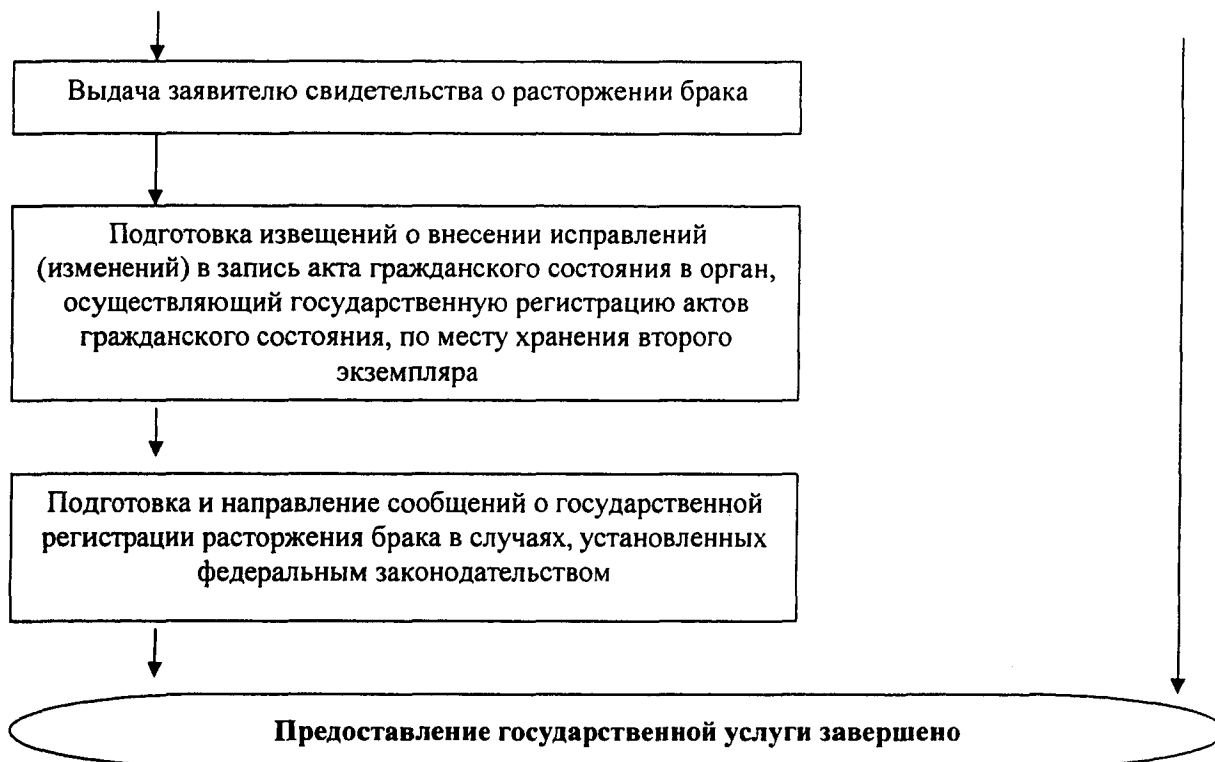 Выдача заявителю свидетельства о расторжении брака
Подготовка извещений о внесении исправлений
(изменений) в запись акта гражданского состояния в орган,
осуществляющий государственную регистрацию актов
гражданского состояния, по месту хранения второго
экземпляра
Подготовка и направление сообщений о государственной
регистрации расторжения брака в случаях, установленных
федеральным законодательством
Предоставление государственной услуги завершено